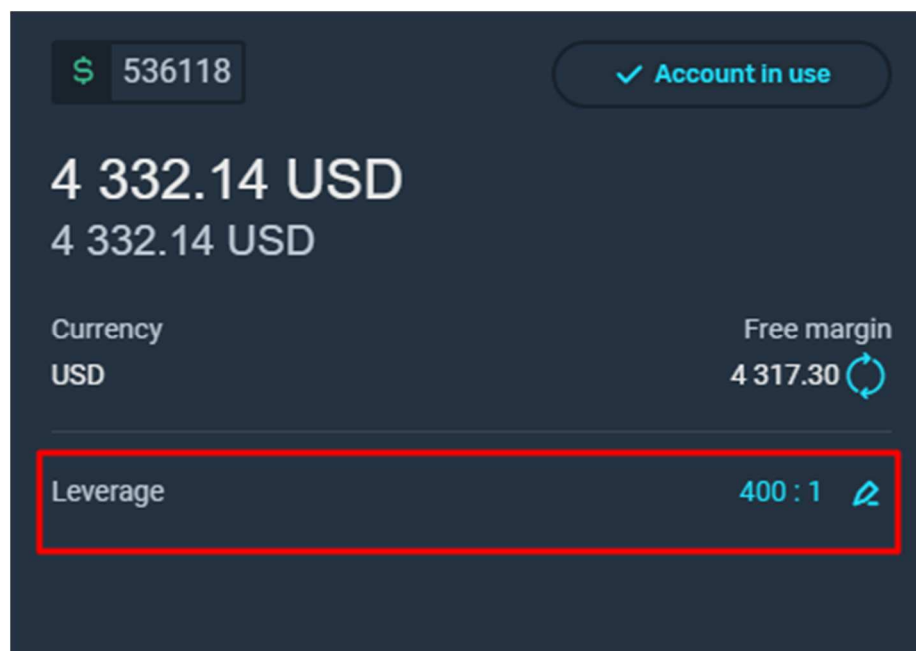 $ 536118
Account in use
4 332.14 USD
4 332.14 USD
Currency
Free margin
USD
4 317.30
Leverage
400 : 1